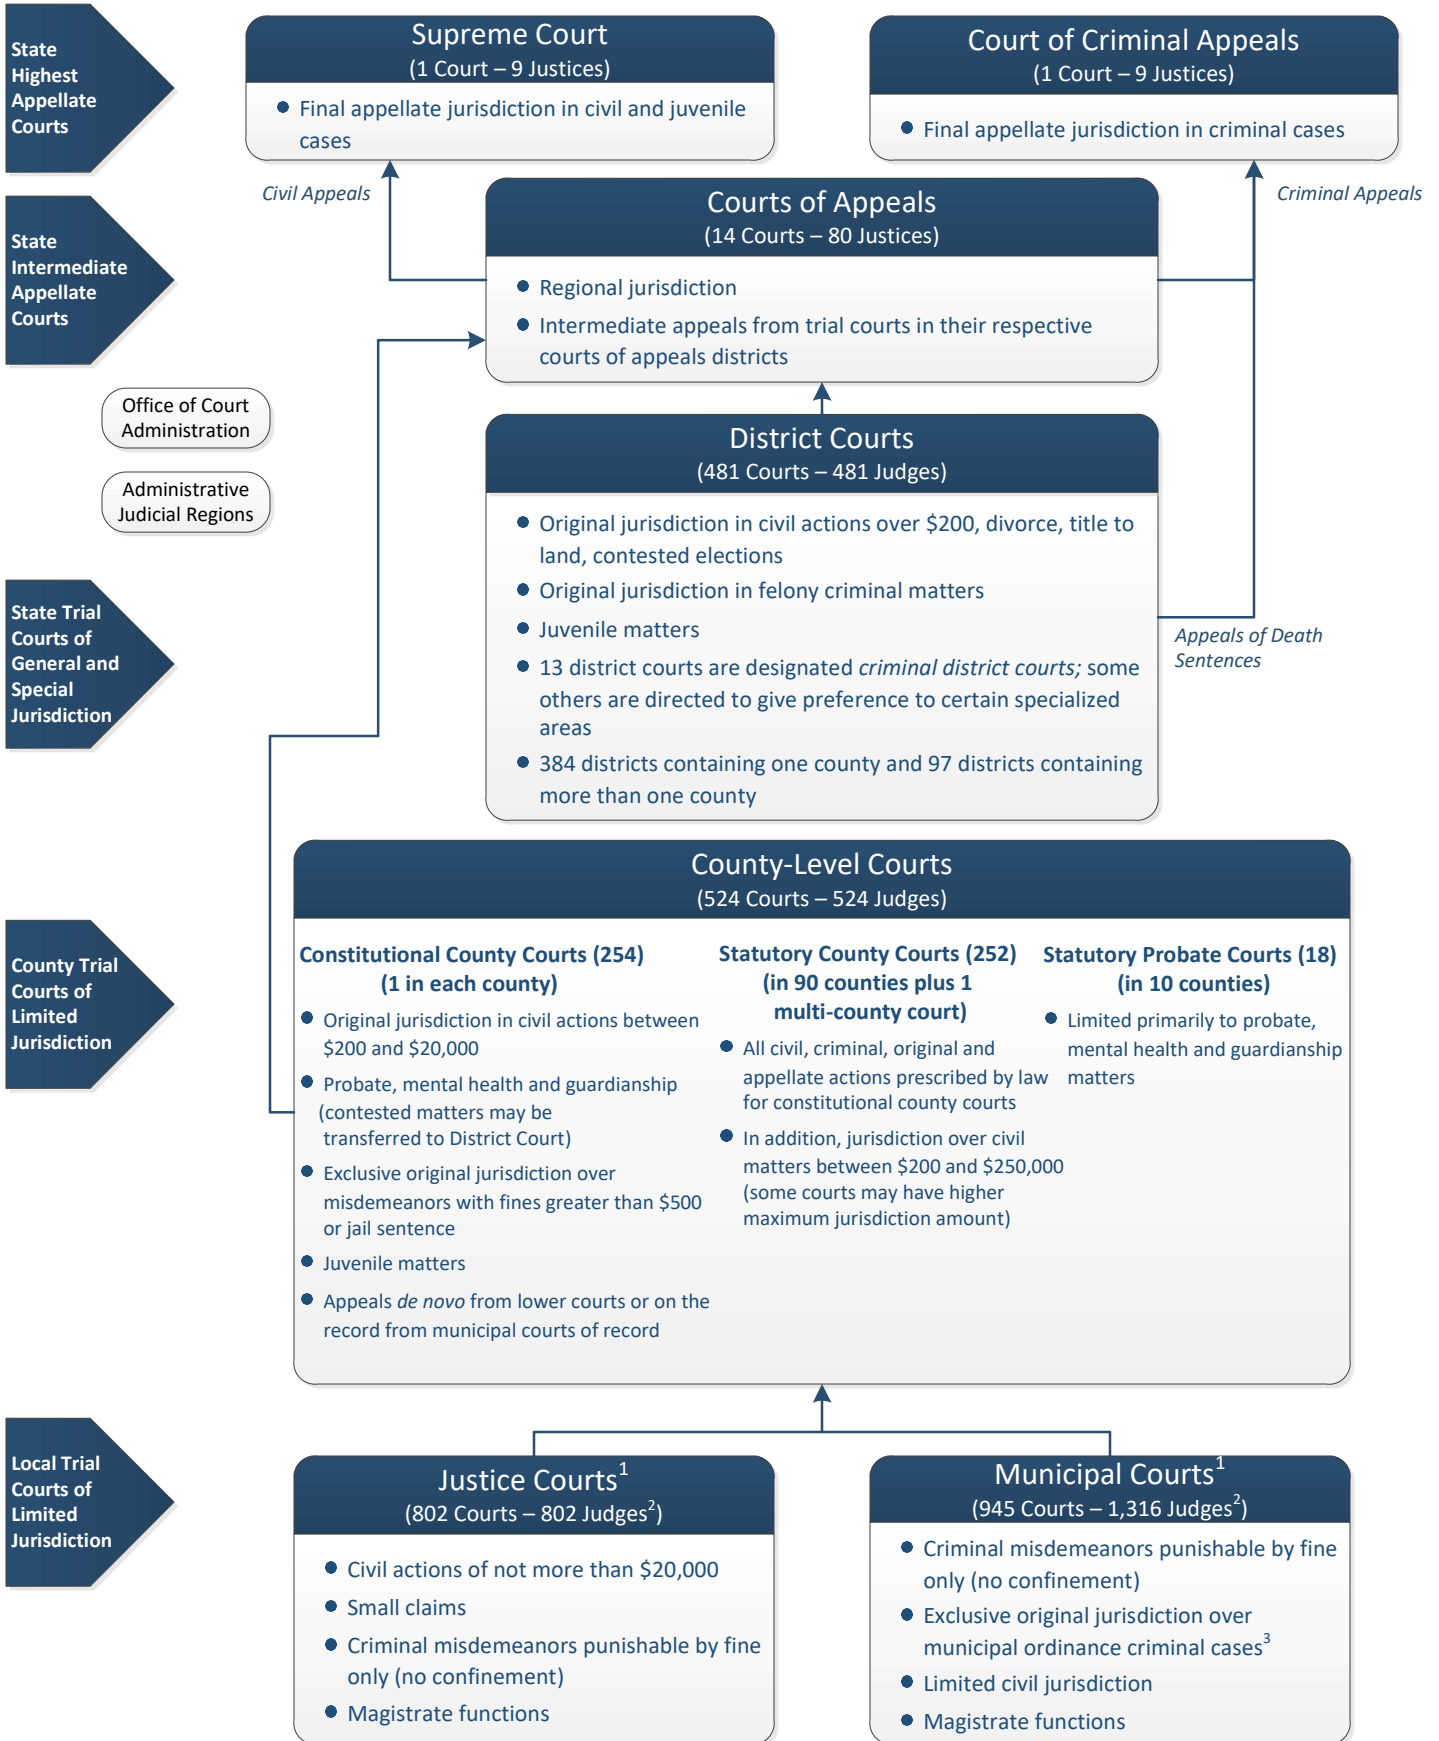 State
Highest
Appellate
Courts
Supreme Court
(1 Court – 9 Justices)
● Final appellate jurisdiction in civil and juvenile
cases
Court of Criminal Appeals
(1 Court – 9 Justices)
● Final appellate jurisdiction in criminal cases
Civil Appeals
Criminal Appeals
State
Intermediate
Appellate
Courts
Courts of Appeals
(14 Courts – 80 Justices)
● Regional jurisdiction
● Intermediate appeals from trial courts in their respective
courts of appeals districts
Office of Court
Administration
Administrative
Judicial Regions
State Trial
Courts of
General and
Special
Jurisdiction
District Courts
(481 Courts – 481 Judges)
● Original jurisdiction in civil actions over $200, divorce, title to
land, contested elections
● Original jurisdiction in felony criminal matters
● Juvenile matters
● 13 district courts are designated criminal district courts; some
others are directed to give preference to certain specialized
areas
● 384 districts containing one county and 97 districts containing
more than one county
Appeals of Death
Sentences
County Trial
Courts of
Limited
Jurisdiction
County-Level Courts
(524 Courts – 524 Judges)
Constitutional County Courts (254)
(1 in each county)
● Original jurisdiction in civil actions between
$200 and $20,000
● Probate, mental health and guardianship
(contested matters may be
transferred to District Court)
● Exclusive original jurisdiction over
misdemeanors with fines greater than $500
or jail sentence
● Juvenile matters
● Appeals de novo from lower courts or on the
record from municipal courts of record
Statutory County Courts (252)
(in 90 counties plus 1
multi-county court)
● All civil, criminal, original and
appellate actions prescribed by law
for constitutional county courts
● In addition, jurisdiction over civil
matters between $200 and $250,000
(some courts may have higher
maximum jurisdiction amount)
Statutory Probate Courts (18)
(in 10 counties)
● Limited primarily to probate,
mental health and guardianship
matters
Local Trial
Courts of
Limited
Jurisdiction
Justice Courts¹
(802 Courts – 802 Judges²)
● Civil actions of not more than $20,000
● Small claims
● Criminal misdemeanors punishable by fine
only (no confinement)
● Magistrate functions
Municipal Courts¹
(945 Courts – 1,316 Judges²)
● Criminal misdemeanors punishable by fine
only (no confinement)
● Exclusive original jurisdiction over
municipal ordinance criminal cases³
● Limited civil jurisdiction
● Magistrate functions